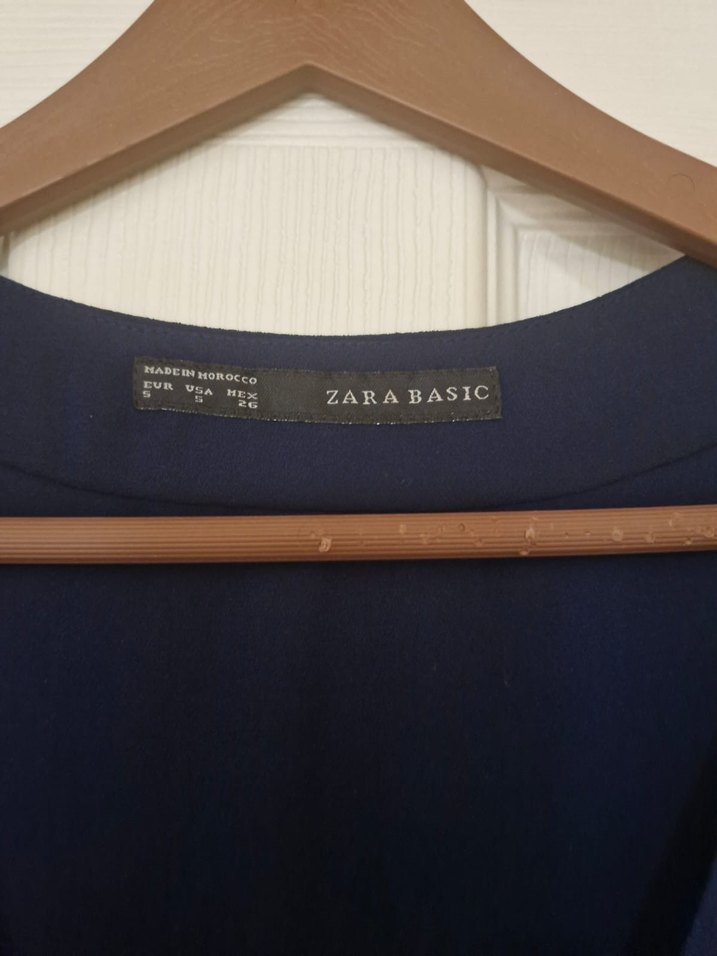 MADE IN MOROCCO
EUR USA MEX
S S 26
ZARA BASIC